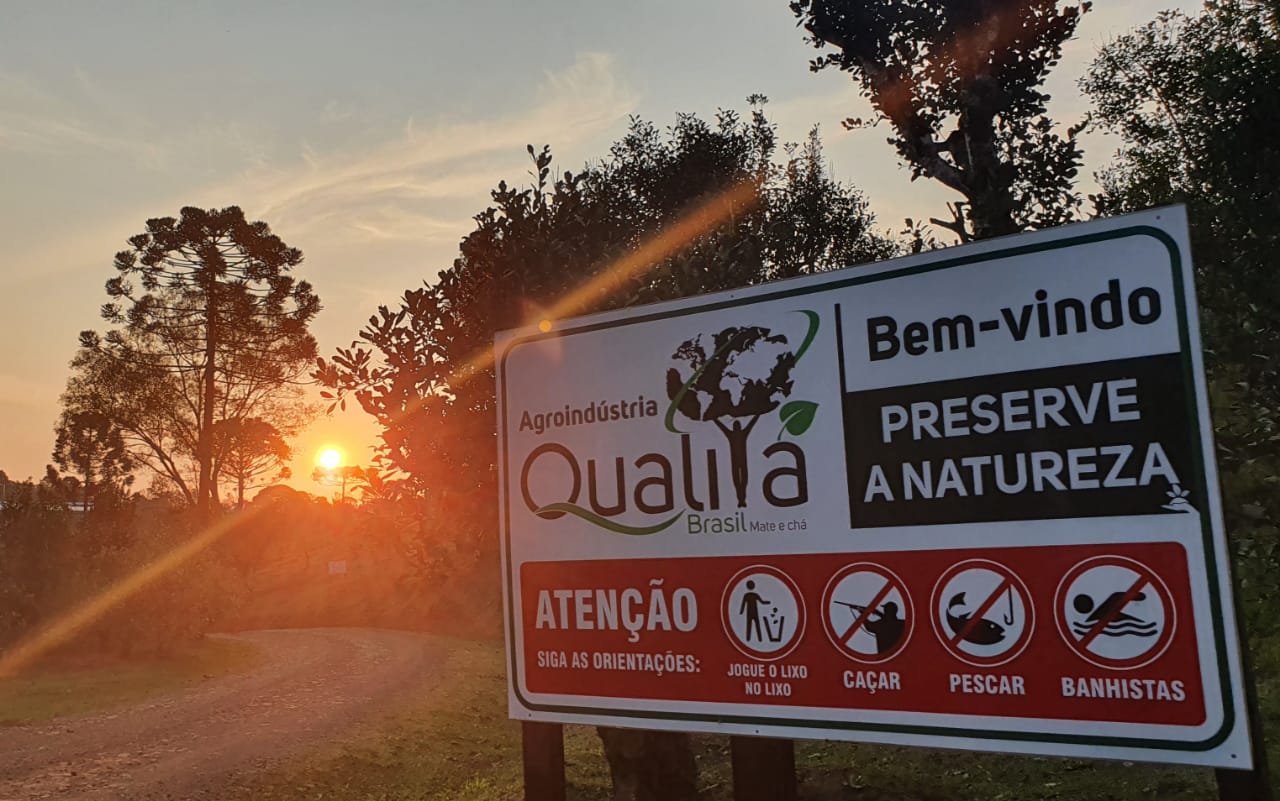 Agroindústria
Qualitá
Brasil Mate e chá
Bem-vindo
PRESERVE
A NATUREZA
ATENÇÃO
SIGA AS ORIENTAÇÕES:
JOGUE O LIXO
NO LIXO
CAÇAR
PESCAR
BANHISTAS